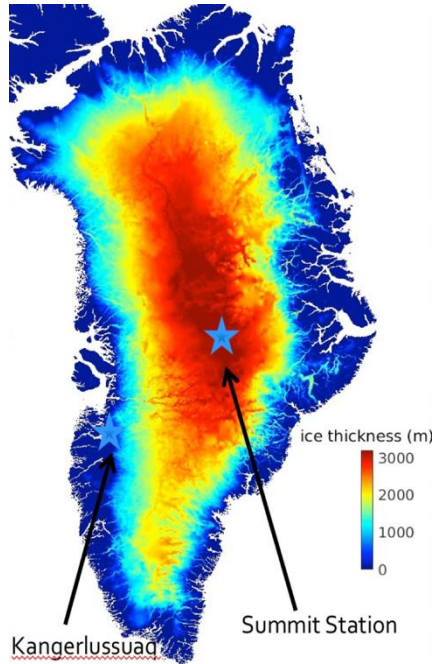 ice thickness (m)
3000
2000
1000
0
Summit Station
Kangerlussuaq